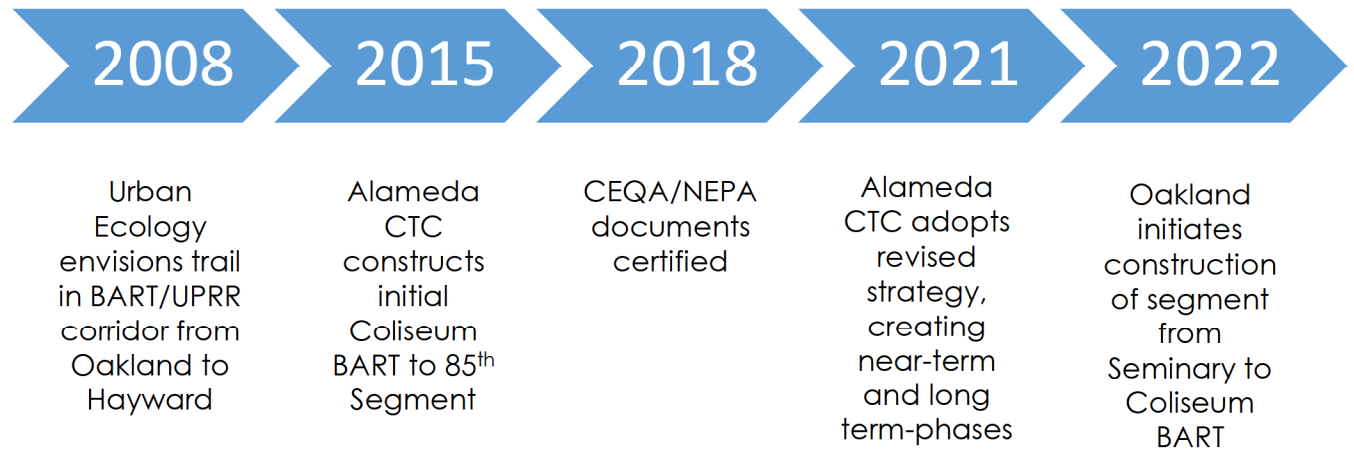 2008
2015
2018
2021
2022
Urban
Ecology
envisions trail
in BART/UPRR
corridor from
Oakland to
Hayward
Alameda
CTC
constructs
initial
Coliseum
BART to 85th
Segment
CEQA/NEPA
documents
certified
Alameda
CTC adopts
revised
strategy,
creating
near-term
and long
term-phases
Oakland
initiates
construction
of segment
from
Seminary to
Coliseum
BART